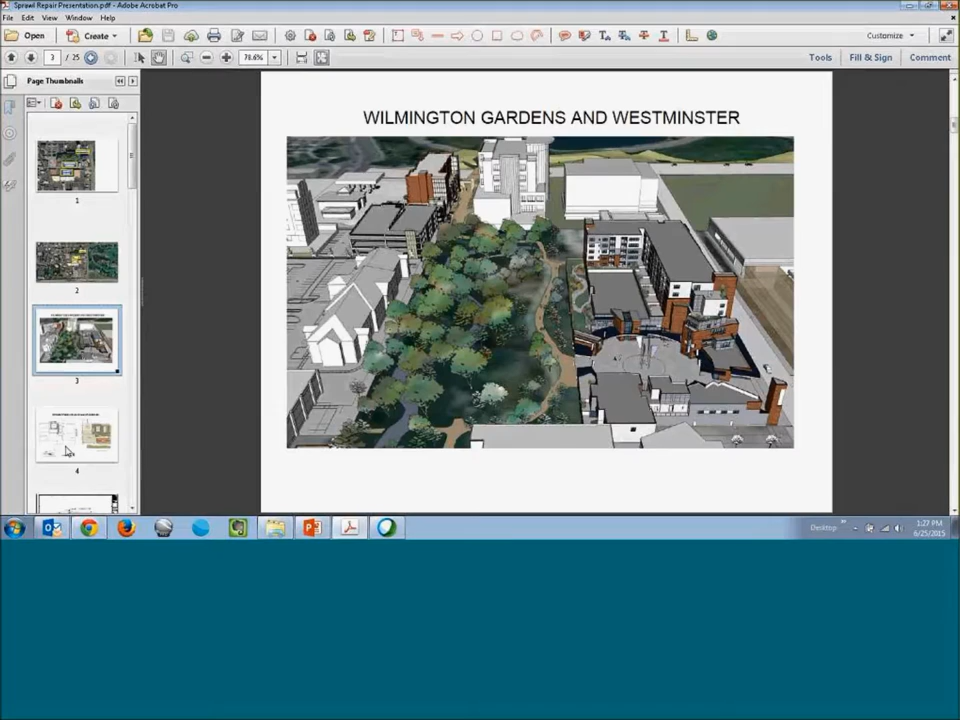 Sprawl Repair Presentation.pdf - Adobe Acrobat Pro
File Edit View Window Help
Open Create Customize
3 / 25 78.6% Tools Fill & Sign Comment
Page Thumbnails
WILMINGTON GARDENS AND WESTMINSTER
1
2
3
4
Desktop
1:27 PM
6/25/2015